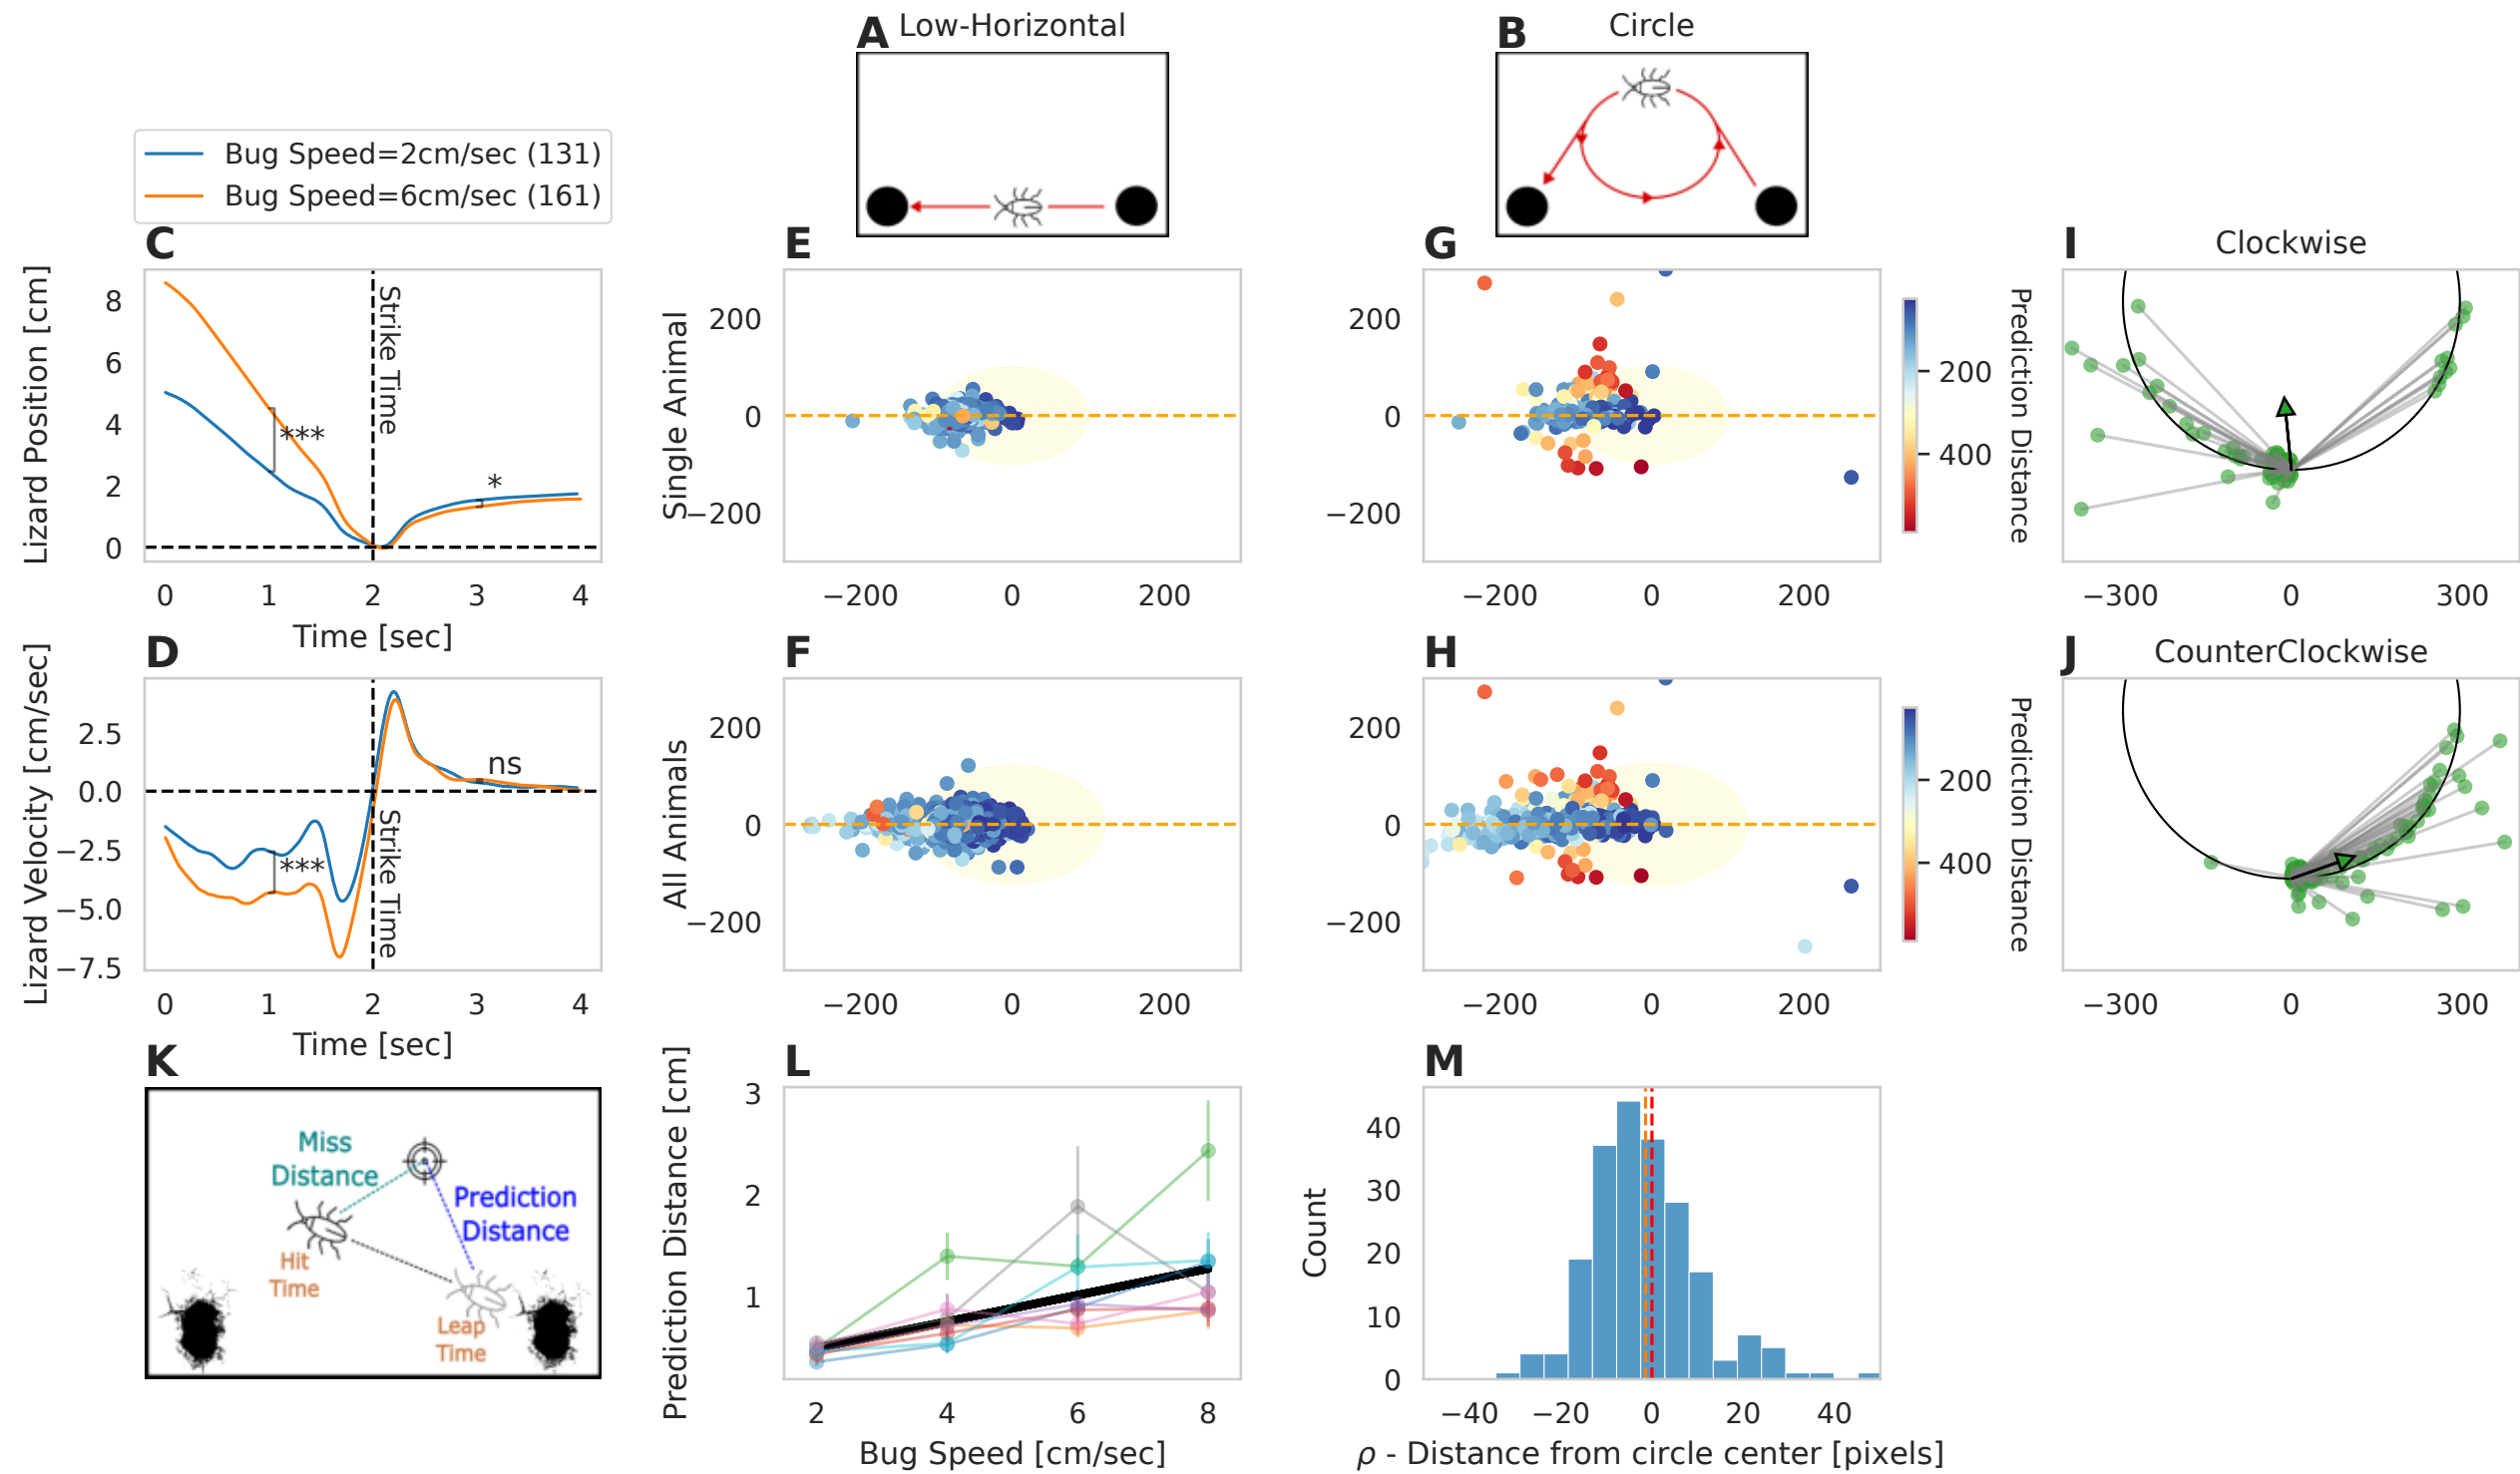 A Low-Horizontal
B Circle
Bug Speed=2cm/sec (131)
Bug Speed=6cm/sec (161)
C
Lizard Position [cm]
8
6
4
2
0
***
*
Strike Time
0 1 2 3 4
Time [sec]
E
Single Animal
200
0
−200
−200 0 200
G
200
0
−200
−200 0 200
200
400
Prediction Distance
I Clockwise
−300 0 300
D
Lizard Velocity [cm/sec]
2.5
0.0
−2.5
−5.0
−7.5
***
ns
Strike Time
0 1 2 3 4
Time [sec]
F
All Animals
200
0
−200
−200 0 200
H
200
0
−200
−200 0 200
200
400
Prediction Distance
J CounterClockwise
−300 0 300
K
Miss
Distance
Prediction
Distance
Hit
Time
Leap
Time
L
Prediction Distance [cm]
3
2
1
2 4 6 8
Bug Speed [cm/sec]
M
Count
40
30
20
10
0
−40 −20 0 20 40
ρ - Distance from circle center [pixels]